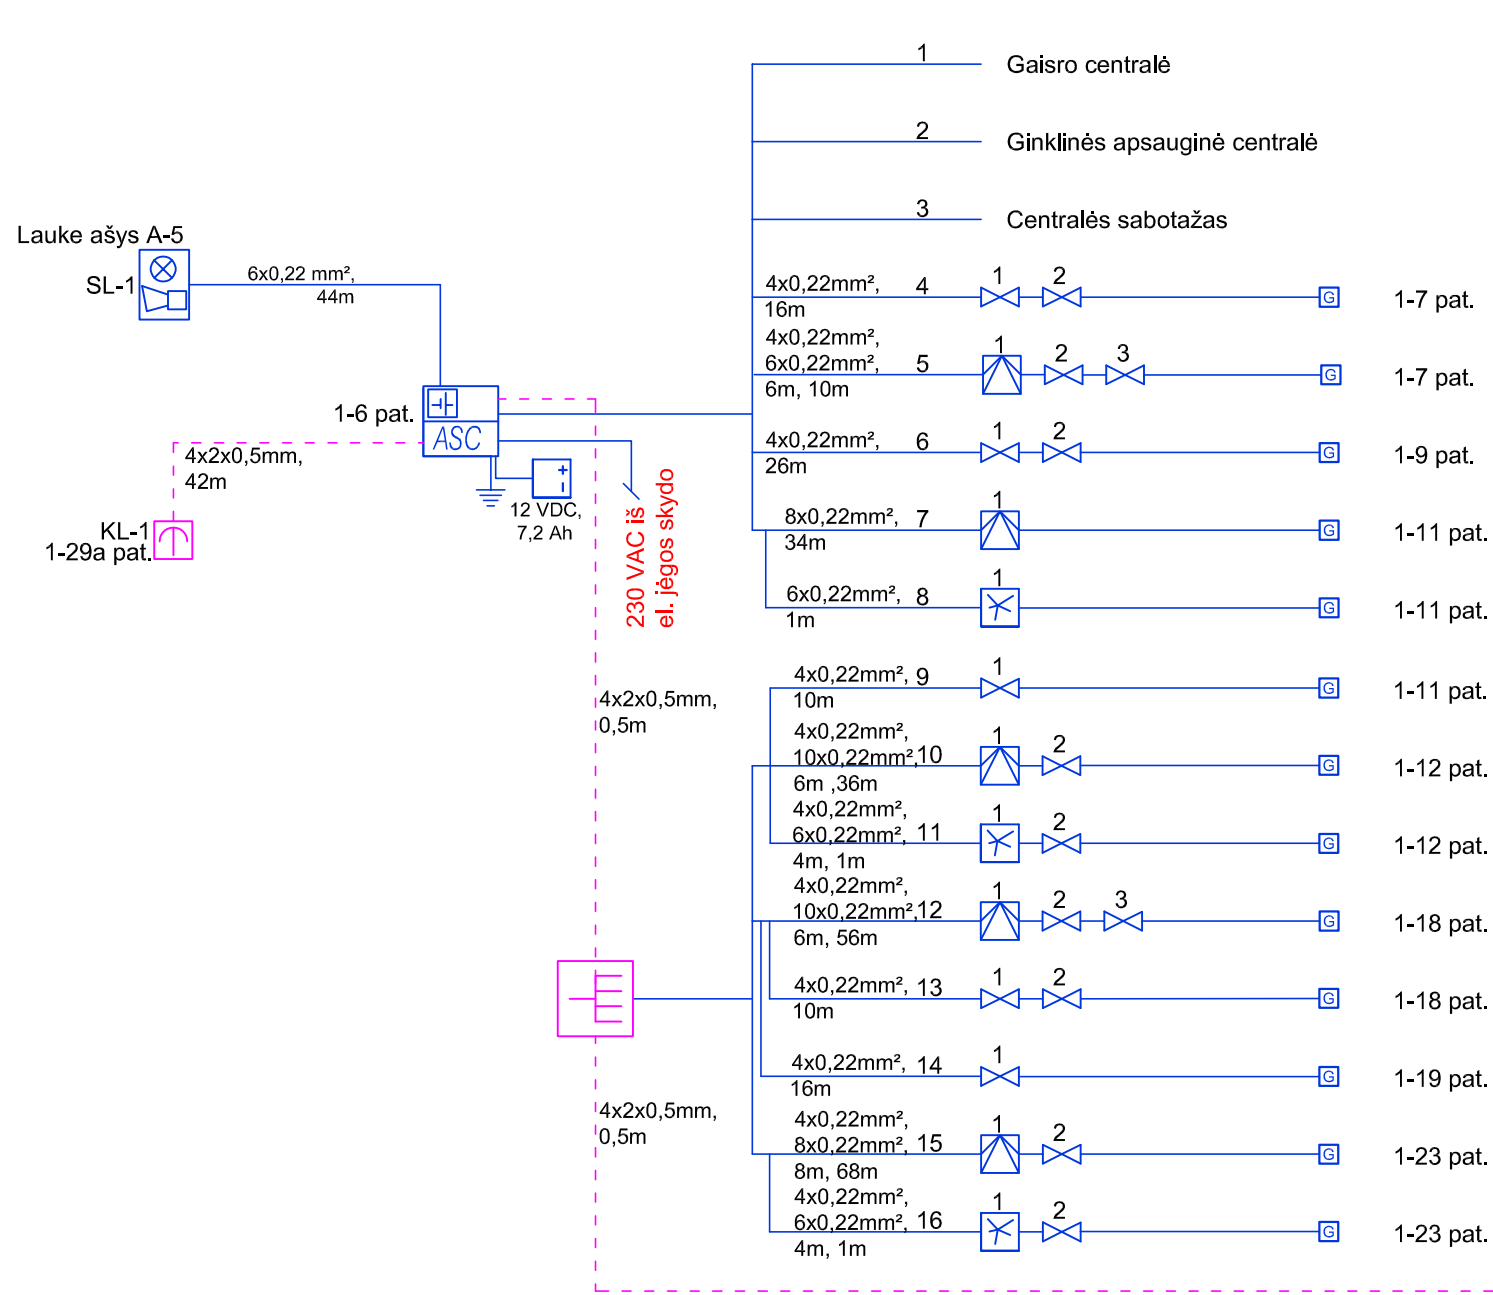 1
Gaisro centralė
2
Ginklinės apsauginė centralė
3
Centralės sabotažas
Lauke ašys A-5
SL-1
6x0,22 mm²,
44m
1-6 pat.
ASC
+
-
12 VDC,
7,2 Ah
230 VAC iš
el. jėgos skydo
4x2x0,5mm,
42m
KL-1
1-29a pat.
4x0,22mm², 4 1 2 G 1-7 pat.
16m
4x0,22mm²,
6x0,22mm², 5 1 2 3 G 1-7 pat.
6m, 10m
4x0,22mm², 6 1 2 G 1-9 pat.
26m
8x0,22mm², 7 1 G 1-11 pat.
34m
6x0,22mm², 8 1 G 1-11 pat.
1m
4x2x0,5mm,
0,5m
4x0,22mm², 9 1 G 1-11 pat.
10m
4x0,22mm²,
10x0,22mm², 10 1 2 G 1-12 pat.
6m ,36m
4x0,22mm²,
6x0,22mm², 11 1 2 G 1-12 pat.
4m, 1m
4x0,22mm²,
10x0,22mm², 12 1 2 3 G 1-18 pat.
6m, 56m
4x0,22mm², 13 1 2 G 1-18 pat.
10m
4x0,22mm², 14 1 G 1-19 pat.
16m
4x2x0,5mm,
0,5m
4x0,22mm²,
8x0,22mm², 15 1 2 G 1-23 pat.
8m, 68m
4x0,22mm²,
6x0,22mm², 16 1 2 G 1-23 pat.
4m, 1m